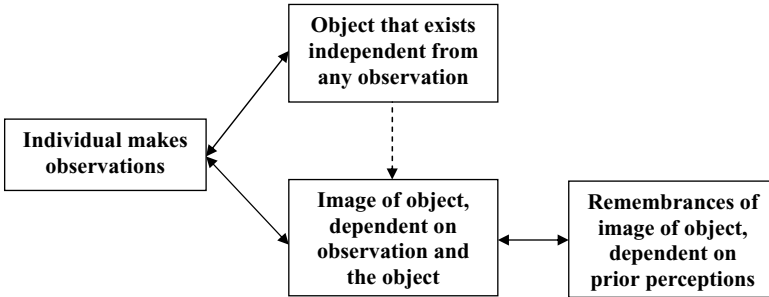 Object that exists
independent from
any observation
Individual makes
observations
Image of object,
dependent on
observation and
the object
Remembrances of
image of object,
dependent on
prior perceptions